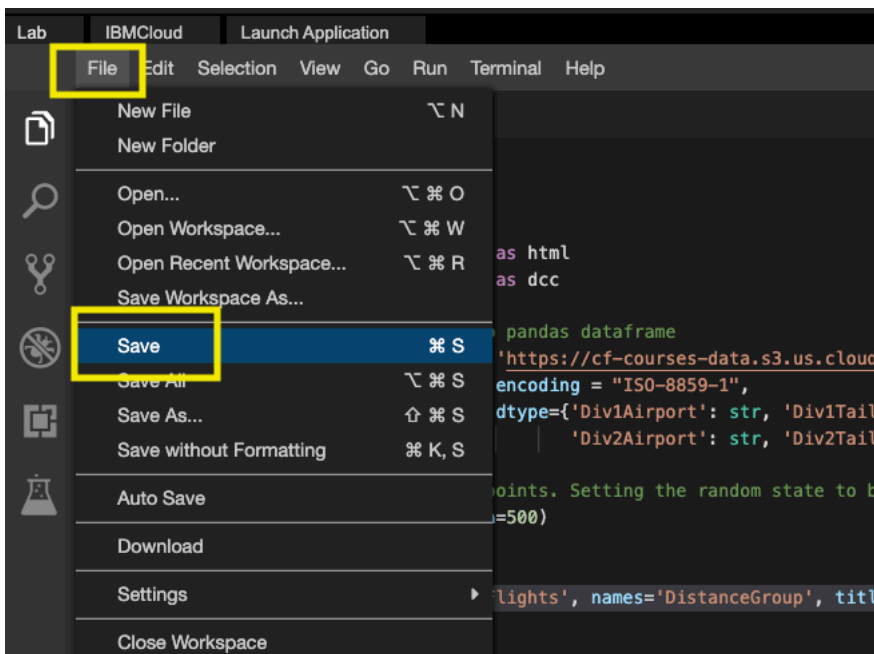 Lab IBMCloud Launch Application
File Edit Selection View Go Run Terminal Help
New File ⌥ N
New Folder
Open... ⌥ ⌘ O
Open Workspace... ⌥ ⌘ W
Open Recent Workspace... ⌥ ⌘ R
Save Workspace As...
Save ⌘ S
Save All ⌥ ⌘ S
Save As... ⇧ ⌘ S
Save without Formatting ⌘ K, S
Auto Save
Download
Settings
Close Workspace
as html
as dcc
pandas dataframe
'https://cf-courses-data.s3.us.cloud
encoding = "ISO-8859-1",
dtype={'Div1Airport': str, 'Div1Tail
'Div2Airport': str, 'Div2Tail
points. Setting the random state to b
=500)
flights', names='DistanceGroup', titl